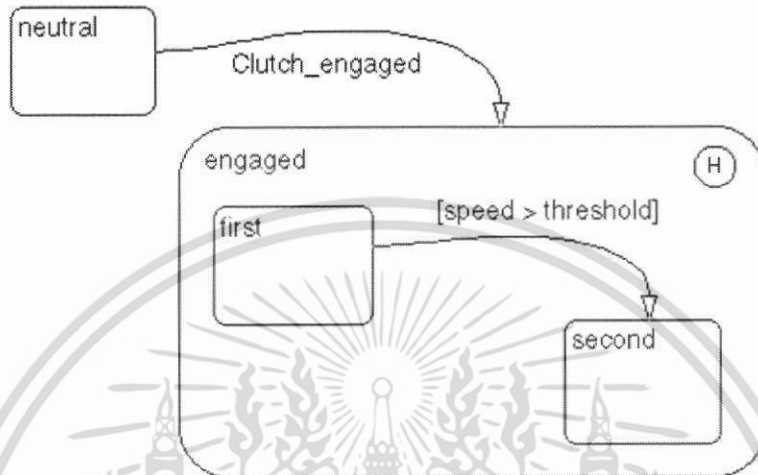 neutral
Clutch_engaged
engaged
H
[speed > threshold]
first
second